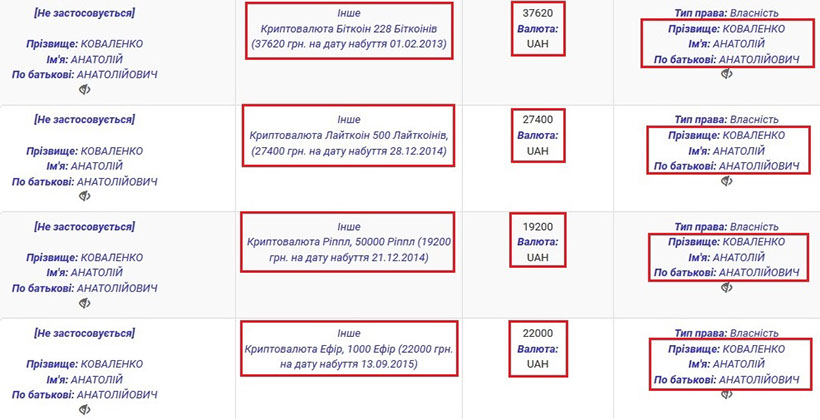 [Не застосовується]
Прізвище: КОВАЛЕНКО
Ім'я: АНАТОЛІЙ
По батькові: АНАТОЛІЙОВИЧ
Інше
Криптовалюта Біткоін 228 Біткоінів
(37620 грн. на дату набуття 01.02.2013)
37620
Валюта:
UAH
Тип права: Власність
Прізвище: КОВАЛЕНКО
Ім'я: АНАТОЛІЙ
По батькові: АНАТОЛІЙОВИЧ
[Не застосовується]
Прізвище: КОВАЛЕНКО
Ім'я: АНАТОЛІЙ
По батькові: АНАТОЛІЙОВИЧ
Інше
Криптовалюта Лайткоін 500 Лайткоінів,
(27400 грн. на дату набуття 28.12.2014)
27400
Валюта:
UAH
Тип права: Власність
Прізвище: КОВАЛЕНКО
Ім'я: АНАТОЛІЙ
По батькові: АНАТОЛІЙОВИЧ
[Не застосовується]
Прізвище: КОВАЛЕНКО
Ім'я: АНАТОЛІЙ
По батькові: АНАТОЛІЙОВИЧ
Інше
Криптовалюта Ріппл, 50000 Ріппл (19200
грн. на дату набуття 21.12.2014)
19200
Валюта:
UAH
Тип права: Власність
Прізвище: КОВАЛЕНКО
Ім'я: АНАТОЛІЙ
По батькові: АНАТОЛІЙОВИЧ
[Не застосовується]
Прізвище: КОВАЛЕНКО
Ім'я: АНАТОЛІЙ
По батькові: АНАТОЛІЙОВИЧ
Інше
Криптовалюта Ефір, 1000 Ефір (22000 грн.
на дату набуття 13.09.2015)
22000
Валюта:
UAH
Тип права: Власність
Прізвище: КОВАЛЕНКО
Ім'я: АНАТОЛІЙ
По батькові: АНАТОЛІЙОВИЧ